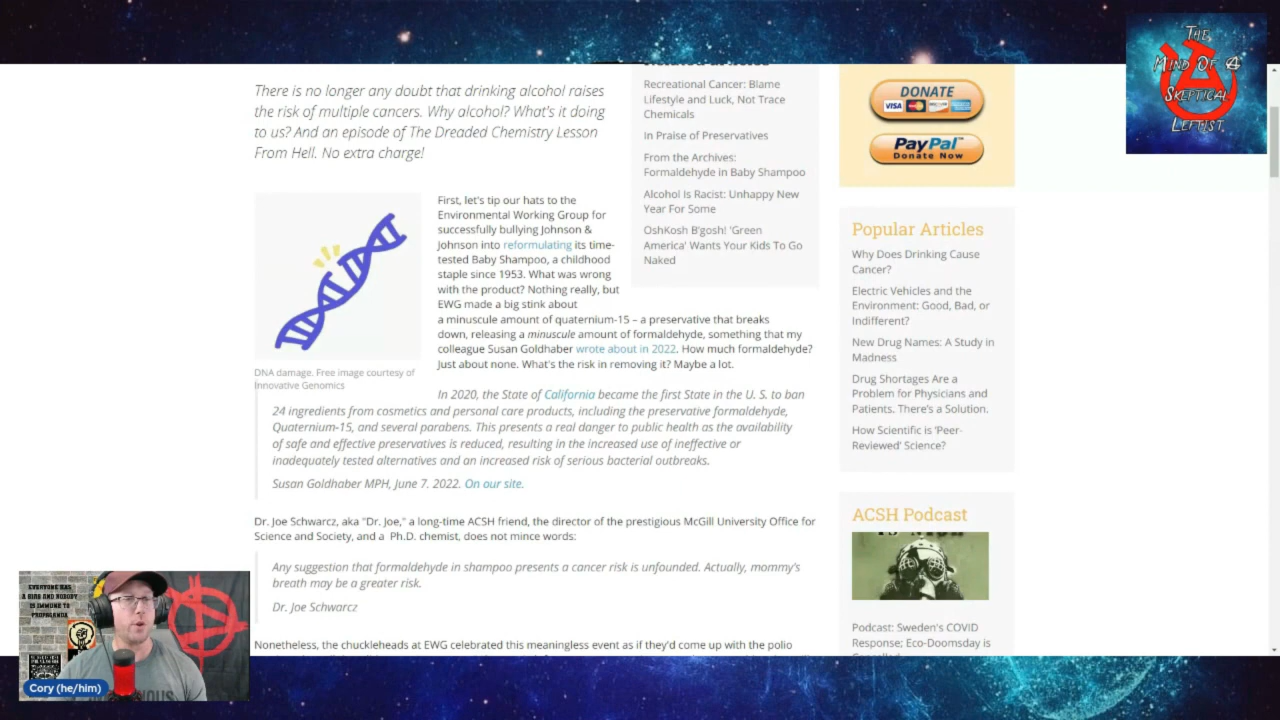 There is no longer any doubt that drinking alcohol raises
the risk of multiple cancers. Why alcohol? What's it doing
to us? And an episode of The Dreaded Chemistry Lesson
From Hell. No extra charge!
DNA damage. Free image courtesy of
Innovative Genomics
First, let's tip our hats to the
Environmental Working Group for
successfully bullying Johnson &
Johnson into reformulating its time-
tested Baby Shampoo, a childhood
staple since 1953. What was wrong
with the product? Nothing really, but
EWG made a big stink about
a minuscule amount of quaternium-15 – a preservative that breaks
down, releasing a minuscule amount of formaldehyde, something that my
colleague Susan Goldhaber wrote about in 2022. How much formaldehyde?
Just about none. What's the risk in removing it? Maybe a lot.
In 2020, the State of California became the first State in the U. S. to ban
24 ingredients from cosmetics and personal care products, including the preservative formaldehyde,
Quaternium-15, and several parabens. This presents a real danger to public health as the availability
of safe and effective preservatives is reduced, resulting in the increased use of ineffective or
inadequately tested alternatives and an increased risk of serious bacterial outbreaks.
Susan Goldhaber MPH, June 7. 2022. On our site.
Dr. Joe Schwarcz, aka "Dr. Joe," a long-time ACSH friend, the director of the prestigious McGill University Office for
Science and Society, and a Ph.D. chemist, does not mince words:
Any suggestion that formaldehyde in shampoo presents a cancer risk is unfounded. Actually, mommy's
breath may be a greater risk.
Dr. Joe Schwarcz
Nonetheless, the chuckleheads at EWG celebrated this meaningless event as if they'd come up with the polio
Recreational Cancer: Blame
Lifestyle and Luck, Not Trace
Chemicals
In Praise of Preservatives
From the Archives:
Formaldehyde in Baby Shampoo
Alcohol Is Racist: Unhappy New
Year For Some
OshKosh B'gosh! 'Green
America' Wants Your Kids To Go
Naked
DONATE
VISA
PayPal
Donate Now
Popular Articles
Why Does Drinking Cause
Cancer?
Electric Vehicles and the
Environment: Good, Bad, or
Indifferent?
New Drug Names: A Study in
Madness
Drug Shortages Are a
Problem for Physicians and
Patients. There's a Solution.
How Scientific is 'Peer-
Reviewed' Science?
ACSH Podcast
Podcast: Sweden's COVID
Response; Eco-Doomsday is
THE
MIND OF A
SKEPTICAL
LEFTIST
EVERYONE HAS
A BIAS AND NOBODY
IS IMMUNE TO
PROPAGANDA
Cory (he/him)